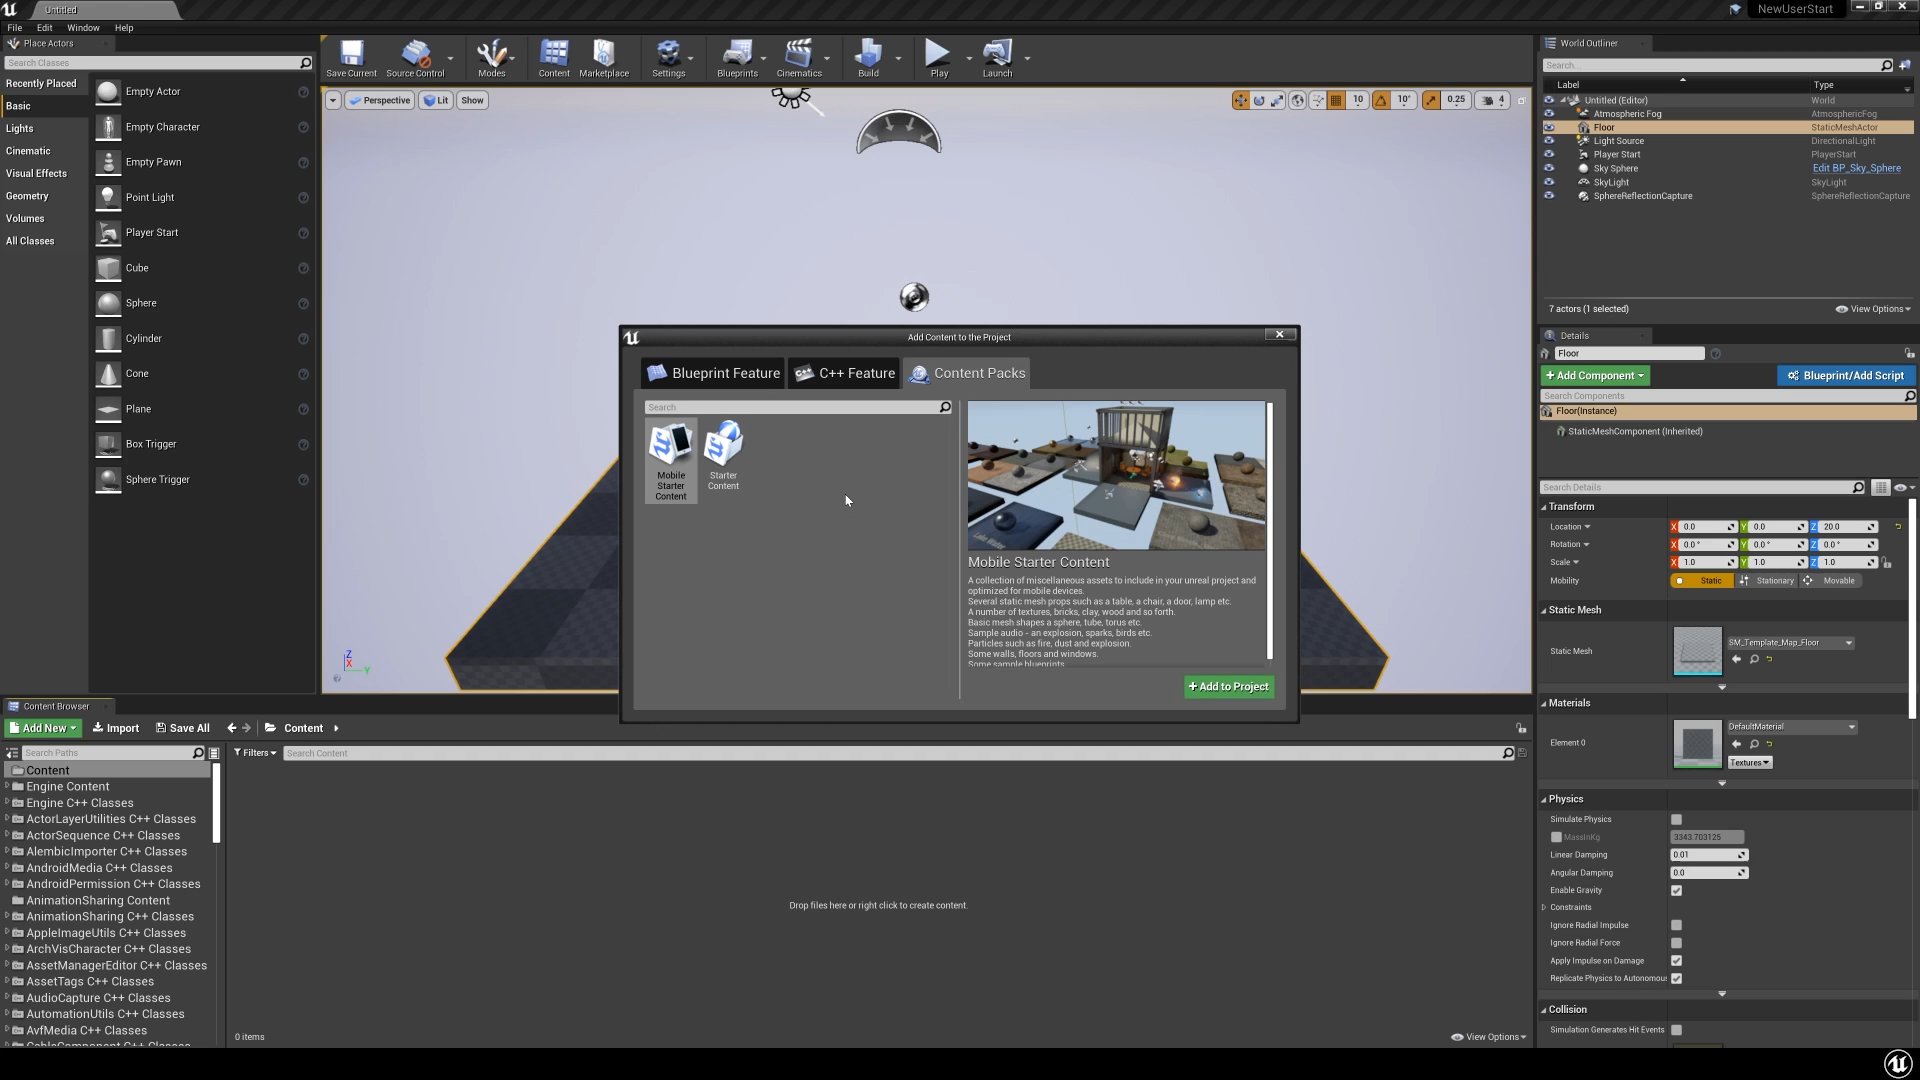 Untitled
NewUserStart
File Edit Window Help
Place Actors
Search Classes
Recently Placed
Basic
Lights
Cinematic
Visual Effects
Geometry
Volumes
All Classes
Empty Actor
Empty Character
Empty Pawn
Point Light
Player Start
Cube
Sphere
Cylinder
Cone
Plane
Box Trigger
Sphere Trigger
Save Current Source Control Modes Content Marketplace Settings Blueprints Cinematics Build Play Launch
Perspective Lit Show
10 10° 0.25 4
World Outliner
Search...
Label Type
Untitled (Editor) World
Atmospheric Fog AtmosphericFog
Floor StaticMeshActor
Light Source DirectionalLight
Player Start PlayerStart
Sky Sphere Edit BP_Sky_Sphere
SkyLight SkyLight
SphereReflectionCapture SphereReflectionCapture
7 actors (1 selected) View Options
Add Content to the Project
Blueprint Feature C++ Feature Content Packs
Search
Mobile
Starter
Content
Starter
Content
Mobile Starter Content
A collection of miscellaneous assets to include in your unreal project and
optimized for mobile devices.
Several static mesh props such as a table, a chair, a door, lamp etc.
A number of textures, bricks, clay, wood and so forth.
Basic mesh shapes a sphere, tube, torus etc.
Sample audio - an explosion, sparks, birds etc.
Particles such as fire, dust and explosion.
Some walls, floors and windows.
Some sample blueprints
+ Add to Project
Z
X
Y
Details
Floor
+ Add Component Blueprint/Add Script
Search Components
Floor(Instance)
StaticMeshComponent (Inherited)
Search Details
Transform
Location X 0.0 Y 0.0 Z 20.0
Rotation X 0.0° Y 0.0° Z 0.0°
Scale X 1.0 Y 1.0 Z 1.0
Mobility Static Stationary Movable
Static Mesh
Static Mesh SM_Template_Map_Floor
Materials
Element 0 DefaultMaterial
Textures
Physics
Simulate Physics
MassInKg 3343.703125
Linear Damping 0.01
Angular Damping 0.0
Enable Gravity
Constraints
Ignore Radial Impulse
Ignore Radial Force
Apply Impulse on Damage
Replicate Physics to Autonomou
Collision
Simulation Generates Hit Events
Content Browser
Add New Import Save All Content
Search Paths
Filters Search Content
Content
Engine Content
Engine C++ Classes
ActorLayerUtilities C++ Classes
ActorSequence C++ Classes
AlembicImporter C++ Classes
AndroidMedia C++ Classes
AndroidPermission C++ Classes
AnimationSharing Content
AnimationSharing C++ Classes
AppleImageUtils C++ Classes
ArchVisCharacter C++ Classes
AssetManagerEditor C++ Classes
AssetTags C++ Classes
AudioCapture C++ Classes
AutomationUtils C++ Classes
AvfMedia C++ Classes
CableComponent C++ Classes
Drop files here or right click to create content.
0 items View Options